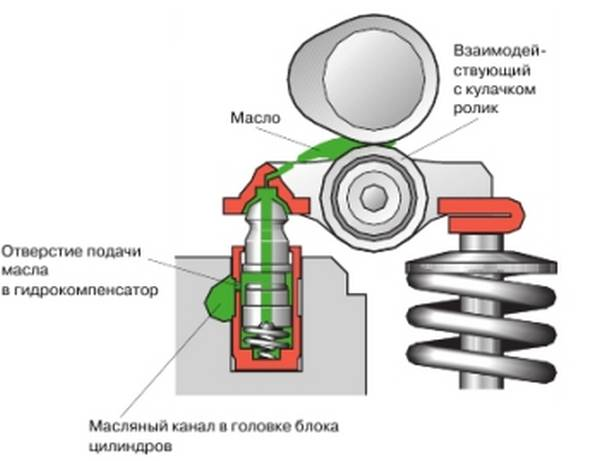 Взаимодей-
ствующий
с кулачком
ролик
Масло
Отверстие подачи
масла
в гидрокомпенсатор
Масляный канал в головке блока
цилиндров